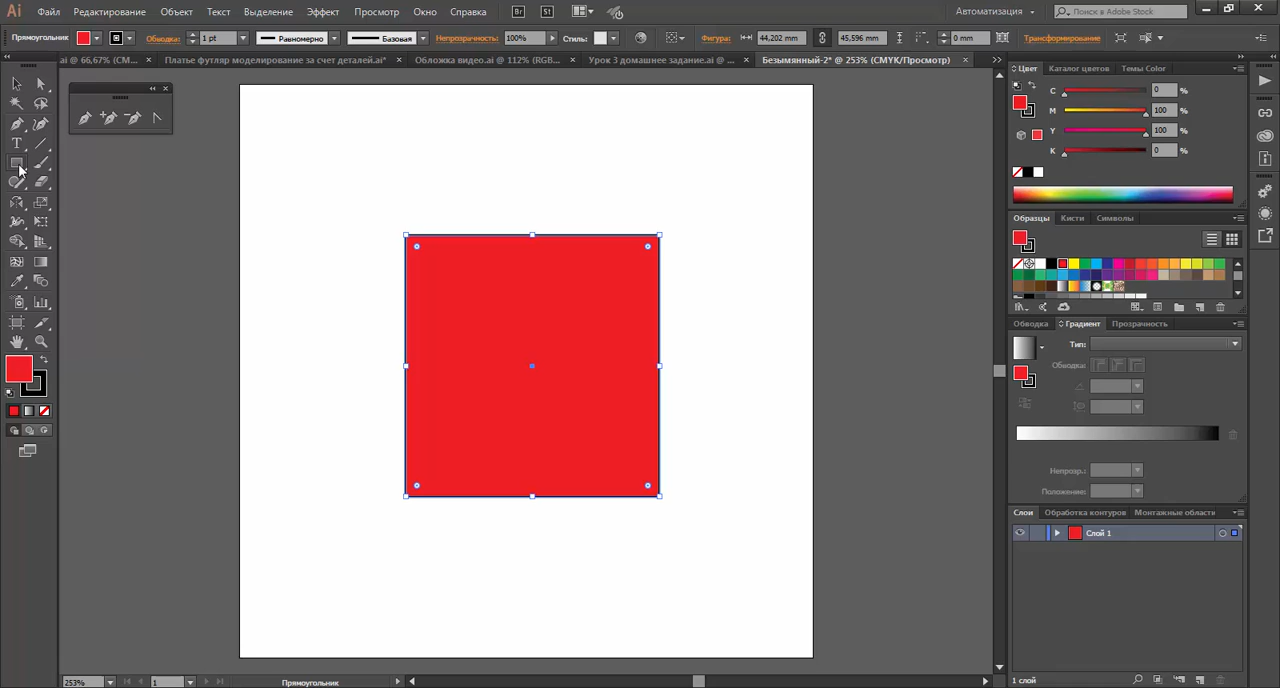 Ai Файл Редактирование Объект Текст Выделение Эффект Просмотр Окно Справка Br St Автоматизация Поиск в Adobe Stock
Прямоугольник Обводка: 1 pt Равномерно Базовая Непрозрачность: 100% Стиль: Фигура: 44,202 mm 45,596 mm 0 mm Трансформирование
.ai @ 66,67% (CM... × Платье футляр моделирование за счет деталей.ai* × Обложка видео.ai @ 112% (RGB... × Урок 3 домашнее задание.ai @ ... × Безымянный-2* @ 253% (CMYK/Просмотр) ×
Цвет Каталог цветов Темы Color
C 0 %
M 100 %
Y 100 %
K 0 %
T
Образцы Кисти Символы
Обводка Градиент Прозрачность
Тип:
Обводка:
Непрозр.:
Положение:
Слои Обработка контуров Монтажные области
Слой 1
1 слой
253% 1 Прямоугольник